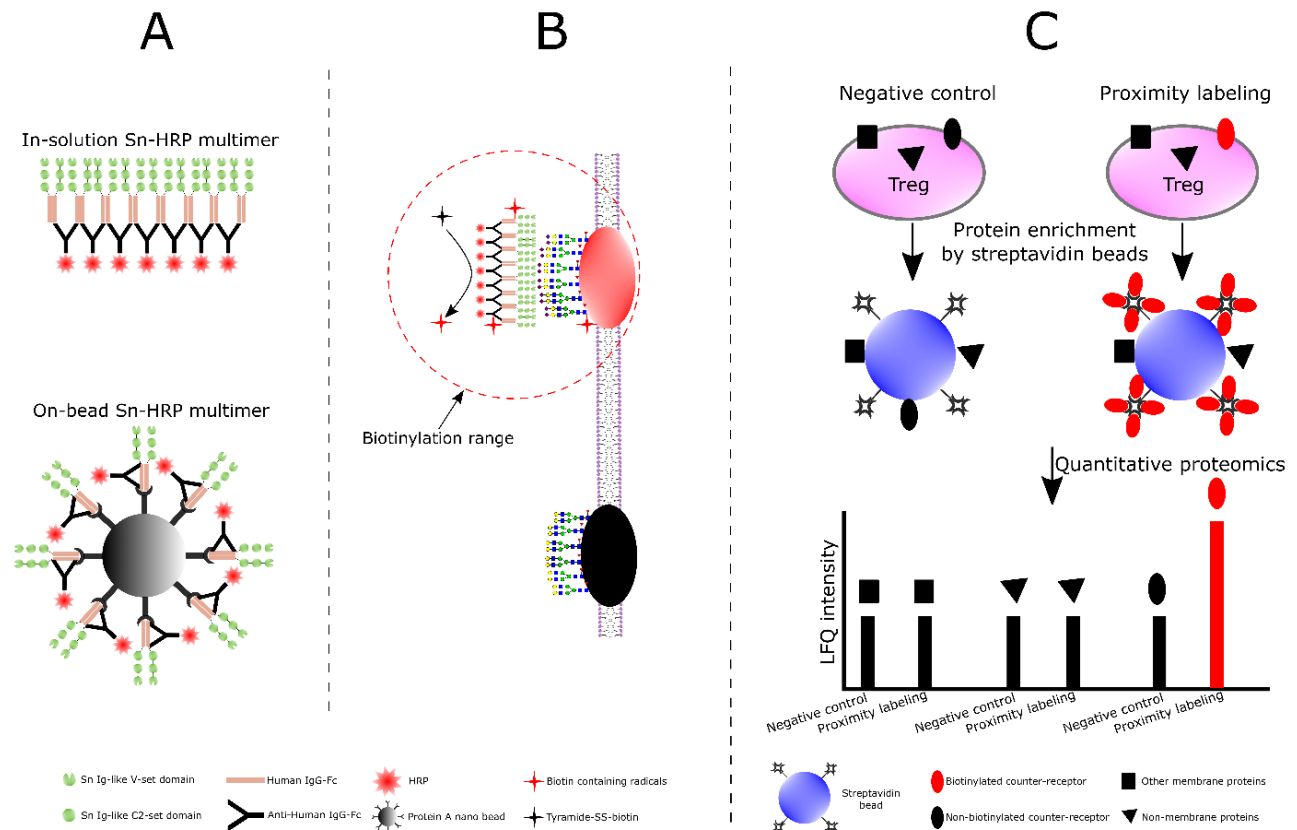 A
In-solution Sn-HRP multimer
On-bead Sn-HRP multimer
B
Biotinylation range
C
Negative control
Proximity labeling
Treg
Treg
Protein enrichment
by streptavidin beads
Quantitative proteomics
LFQ intensity
Negative control
Proximity labeling
Negative control
Proximity labeling
Negative control
Proximity labeling
Sn Ig-like V-set domain
Human IgG-Fc
HRP
Biotin containing radicals
Sn Ig-like C2-set domain
Anti-Human IgG-Fc
Protein A nano bead
Tyramide-SS-biotin
Streptavidin
bead
Biotinylated counter-receptor
Other membrane proteins
Non-biotinylated counter-receptor
Non-membrane proteins